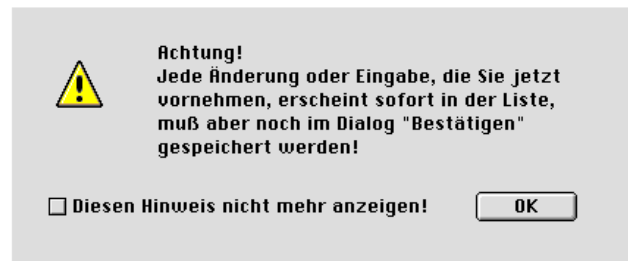 Achtung!
Jede Änderung oder Eingabe, die Sie jetzt
vornehmen, erscheint sofort in der Liste,
muß aber noch im Dialog "Bestätigen"
gespeichert werden!
Diesen Hinweis nicht mehr anzeigen!
OK